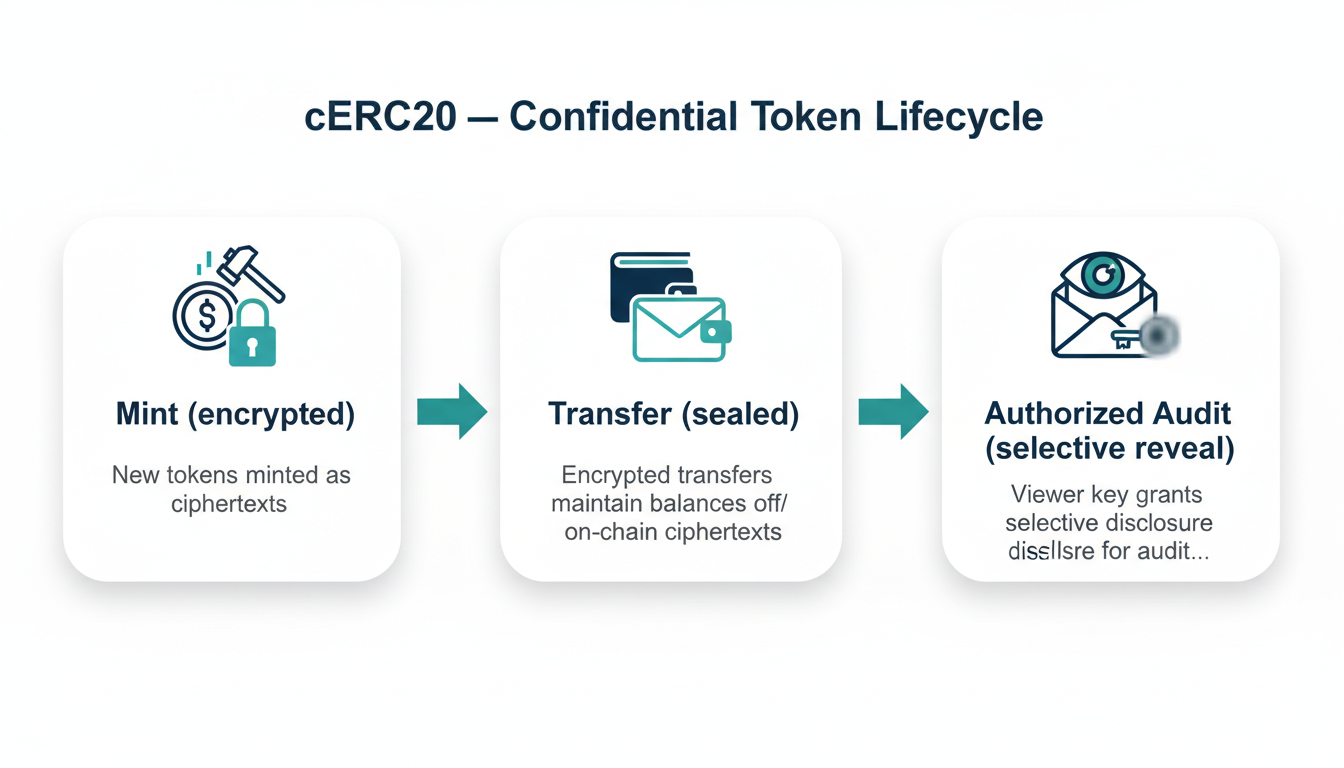 cERC20 — Confidential Token Lifecycle
$
Mint (encrypted)
New tokens minted as
ciphertexts
Transfer (sealed)
Encrypted transfers
maintain balances off/
on-chain ciphertexts
Authorized Audit
(selective reveal)
Viewer key grants
selective disclosure
for audit...